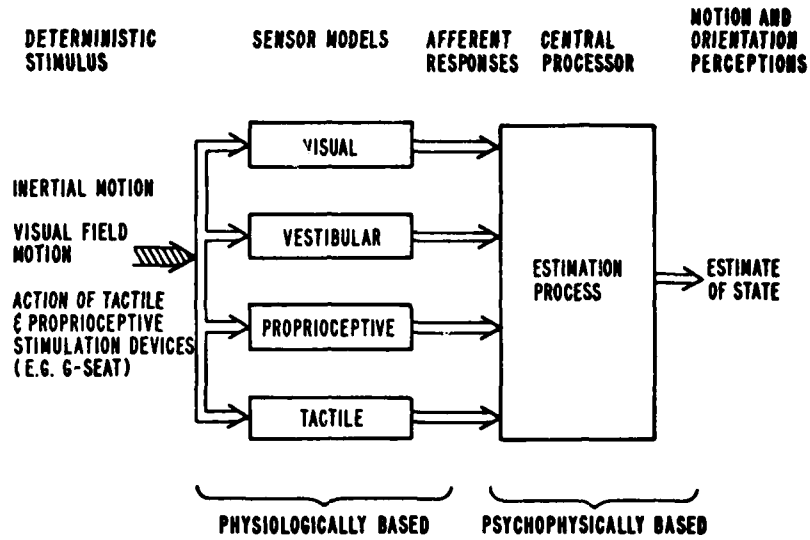 DETERMINISTIC
STIMULUS
SENSOR MODELS
AFFERENT
RESPONSES
CENTRAL
PROCESSOR
MOTION AND
ORIENTATION
PERCEPTIONS
INERTIAL MOTION
VISUAL FIELD
MOTION
ACTION OF TACTILE
& PROPRIOCEPTIVE
STIMULATION DEVICES
(E.G. G-SEAT)
VISUAL
VESTIBULAR
PROPRIOCEPTIVE
TACTILE
ESTIMATION
PROCESS
ESTIMATE
OF STATE
PHYSIOLOGICALLY BASED
PSYCHOPHYSICALLY BASED